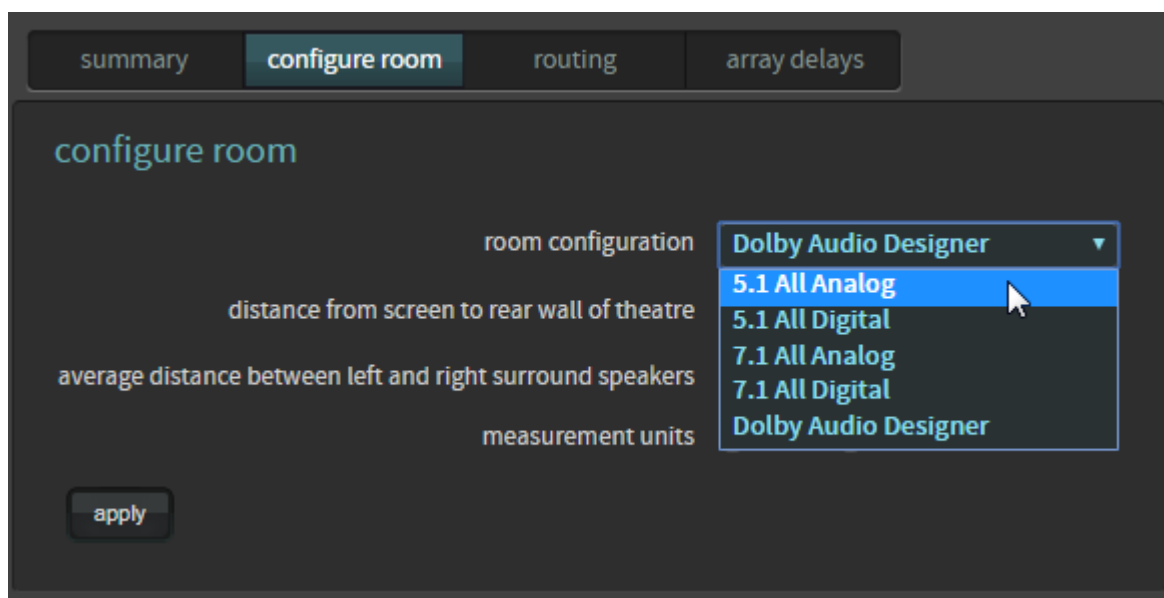 summary configure room routing array delays
configure room
room configuration Dolby Audio Designer
5.1 All Analog
distance from screen to rear wall of theatre 5.1 All Digital
7.1 All Analog
average distance between left and right surround speakers 7.1 All Digital
measurement units Dolby Audio Designer
apply